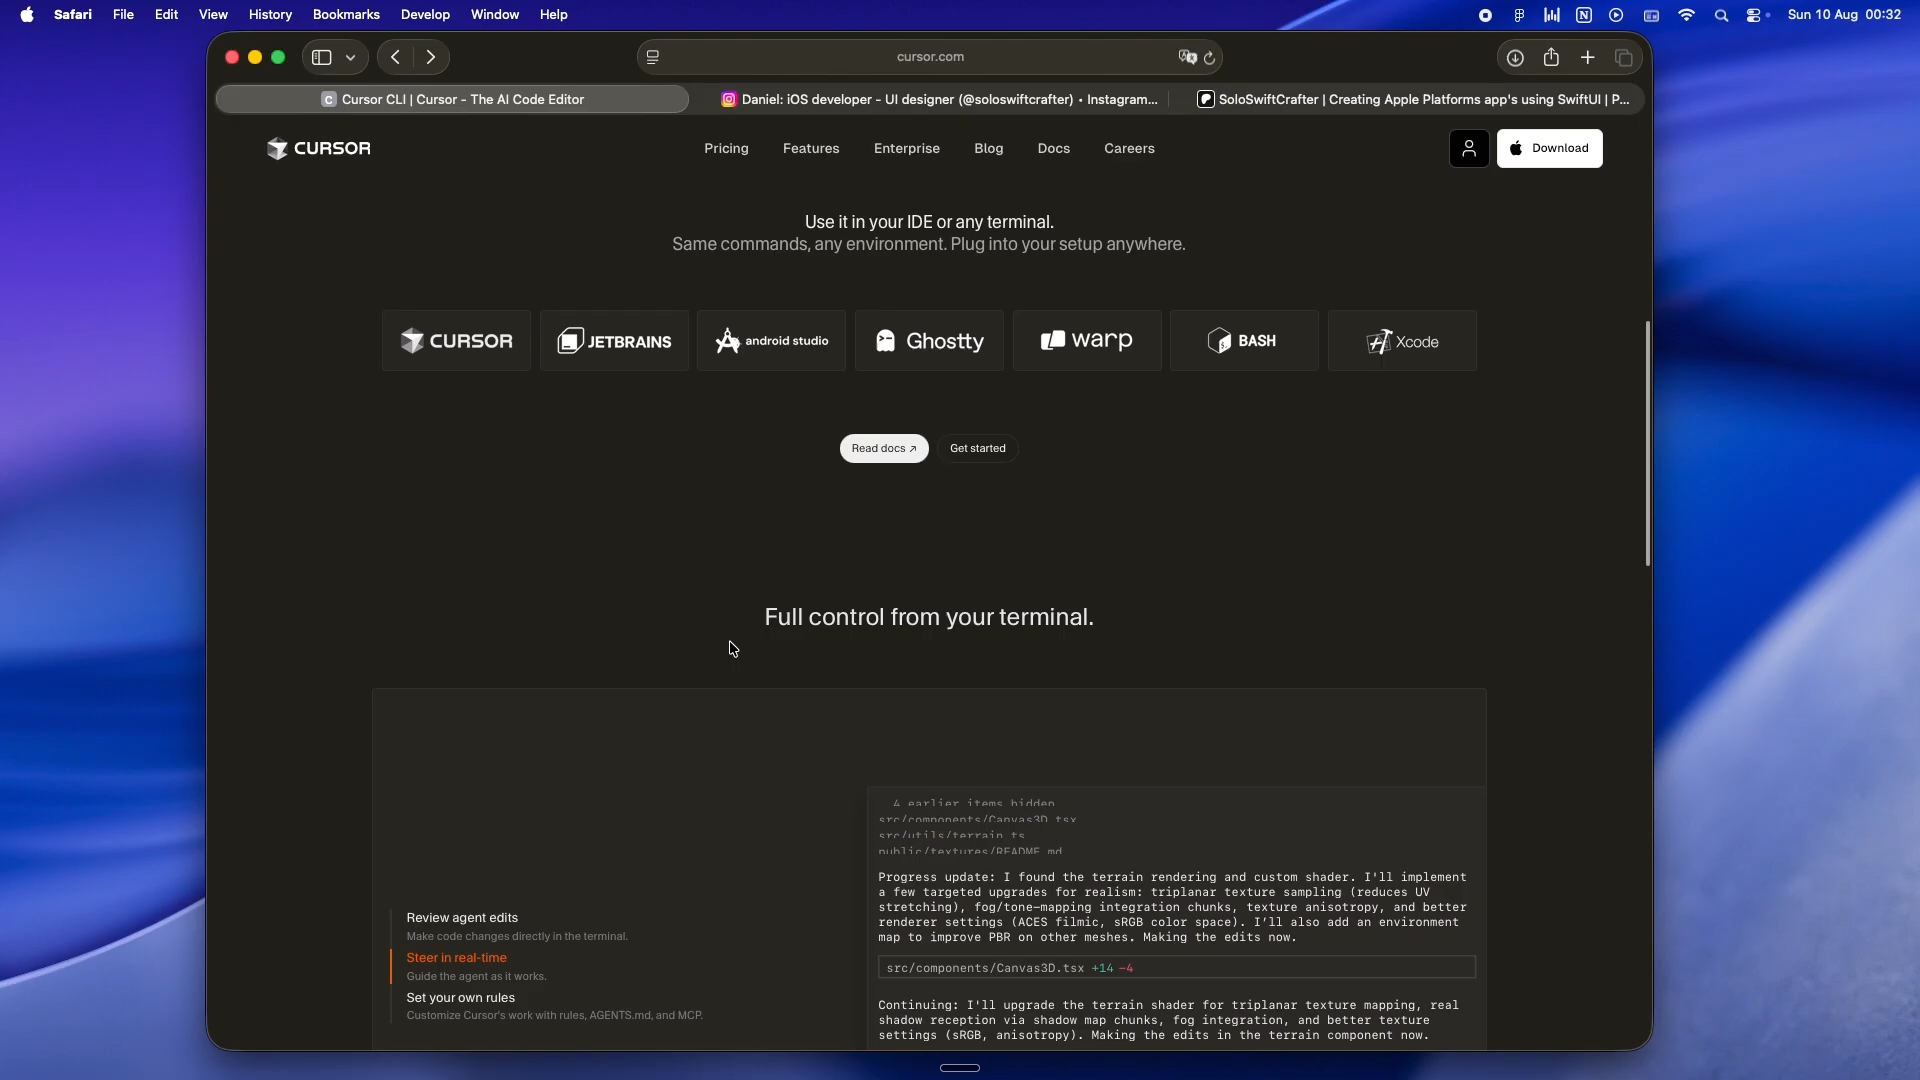 Safari File Edit View History Bookmarks Develop Window Help
Sun 10 Aug 00:32
cursor.com
Cursor CLI | Cursor - The AI Code Editor
Daniel: iOS developer - UI designer (@soloswiftcrafter) • Instagram...
SoloSwiftCrafter | Creating Apple Platforms app's using SwiftUI | P...
CURSOR
Pricing Features Enterprise Blog Docs Careers
Download
Use it in your IDE or any terminal.
Same commands, any environment. Plug into your setup anywhere.
CURSOR
JETBRAINS
android studio
Ghostty
warp
BASH
Xcode
Read docs ↗
Get started
Full control from your terminal.
Review agent edits
Make code changes directly in the terminal.
Steer in real-time
Guide the agent as it works.
Set your own rules
Customize Cursor's work with rules, AGENTS.md, and MCP.
4 earlier items hidden
src/components/Canvas3D.tsx
src/utils/terrain.ts
public/textures/README.md
Progress update: I found the terrain rendering and custom shader. I'll implement
a few targeted upgrades for realism: triplanar texture sampling (reduces UV
stretching), fog/tone-mapping integration chunks, texture anisotropy, and better
renderer settings (ACES filmic, sRGB color space). I'll also add an environment
map to improve PBR on other meshes. Making the edits now.
src/components/Canvas3D.tsx +14 -4
Continuing: I'll upgrade the terrain shader for triplanar texture mapping, real
shadow reception via shadow map chunks, fog integration, and better texture
settings (sRGB, anisotropy). Making the edits in the terrain component now.